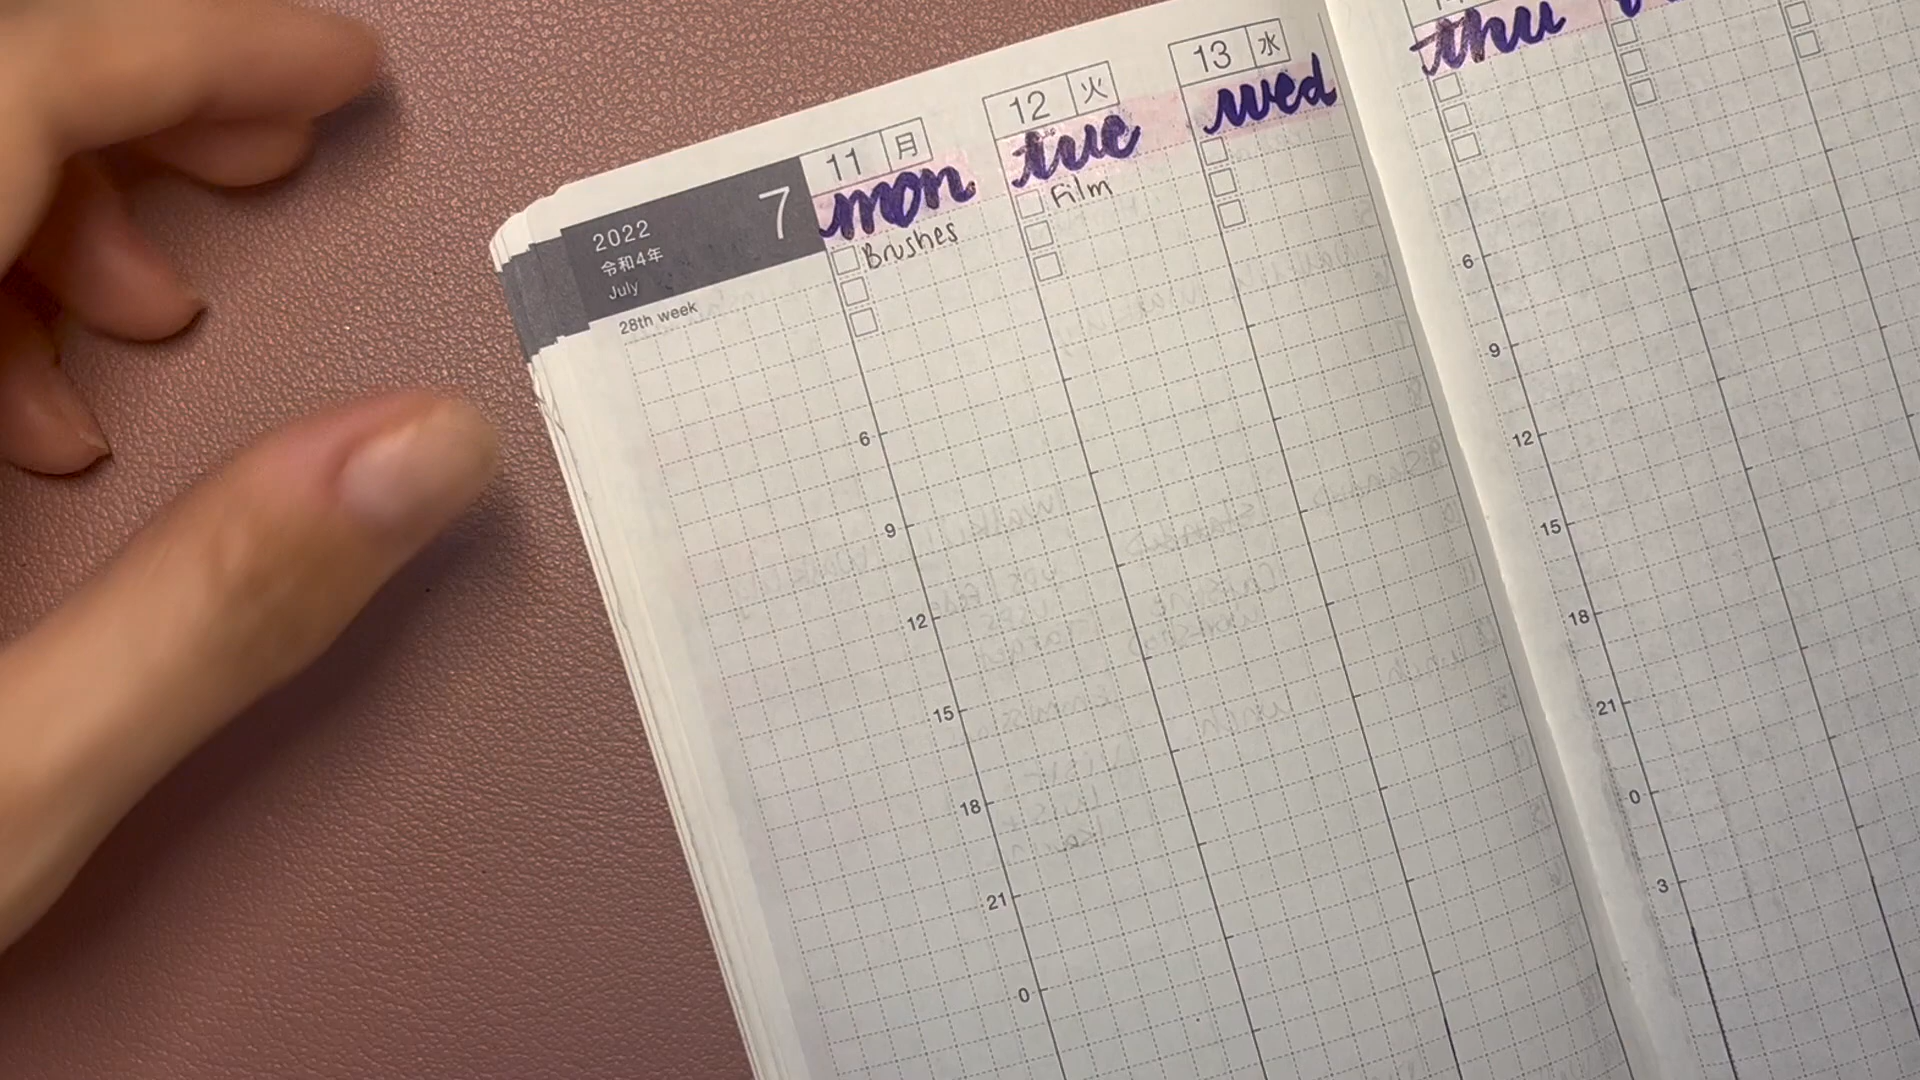 2022
令和4年
July
7
28th week
11 月
mon
Brushes
12 火
tue
Film
13 水
wed
thu
6
9
12
15
18
21
0
6
9
12
15
18
21
0
3